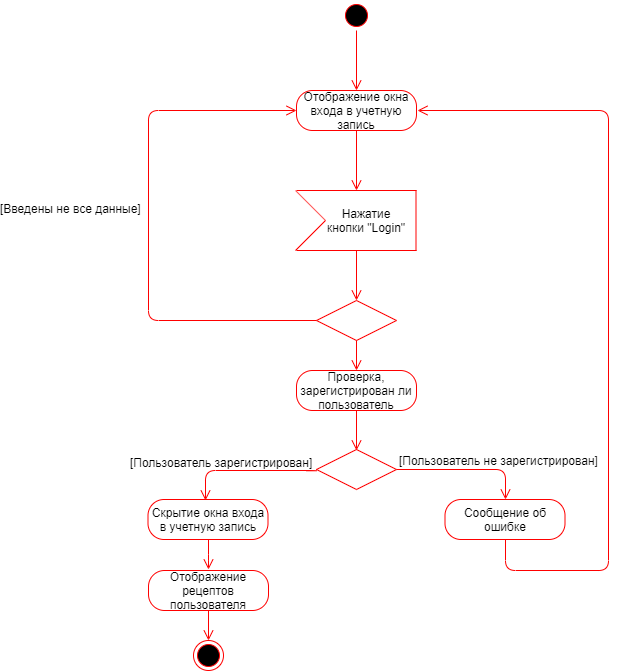 Отображение окна
входа в учетную
запись
[Введены не все данные]
Нажатие
кнопки "Login"
Проверка,
зарегистрирован ли
пользователь
[Пользователь зарегистрирован]
[Пользователь не зарегистрирован]
Скрытие окна входа
в учетную запись
Сообщение об
ошибке
Отображение
рецептов
пользователя